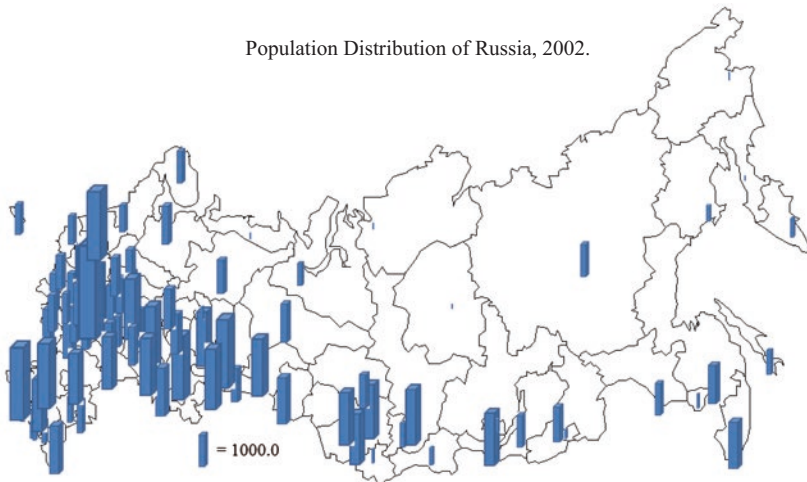 Population Distribution of Russia, 2002.
= 1000.0